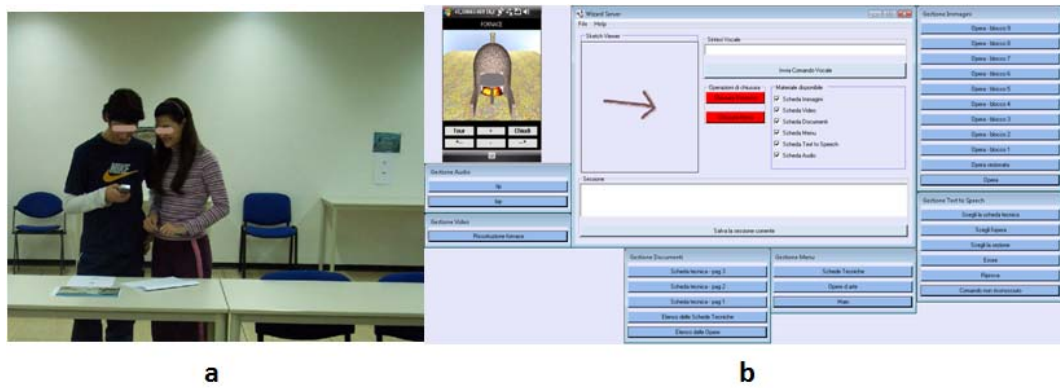 NIKE
FORNACE
Tour
+
Chiudi
Gestione Audio
Gestione Video
Ricostruzione fornace
Wizard Server
File Help
Sketch Viewer
Sintesi Vocale
Invia Comando Vocale
Operazioni di chiusura
Materiale disponibile
Scheda Immagini
Scheda Video
Scheda Documenti
Scheda Menu
Scheda Text to Speech
Scheda Audio
Sessione
Salva la sessione corrente
Gestione Documenti
Scheda tecnica - pag 3
Scheda tecnica - pag 2
Scheda tecnica - pag 1
Elenco delle Schede Tecniche
Elenco delle Opere
Gestione Menu
Schede Tecniche
Opere d'arte
Main
Gestione Immagini
Opera - blocco 9
Opera - blocco 8
Opera - blocco 7
Opera - blocco 6
Opera - blocco 5
Opera - blocco 4
Opera - blocco 3
Opera - blocco 2
Opera - blocco 1
Opera restaurata
Opera
Gestione Text to Speech
Scegli la scheda tecnica
Scegli l'opera
Scegli la sezione
Errore
Riprova
Comando non riconosciuto
a
b